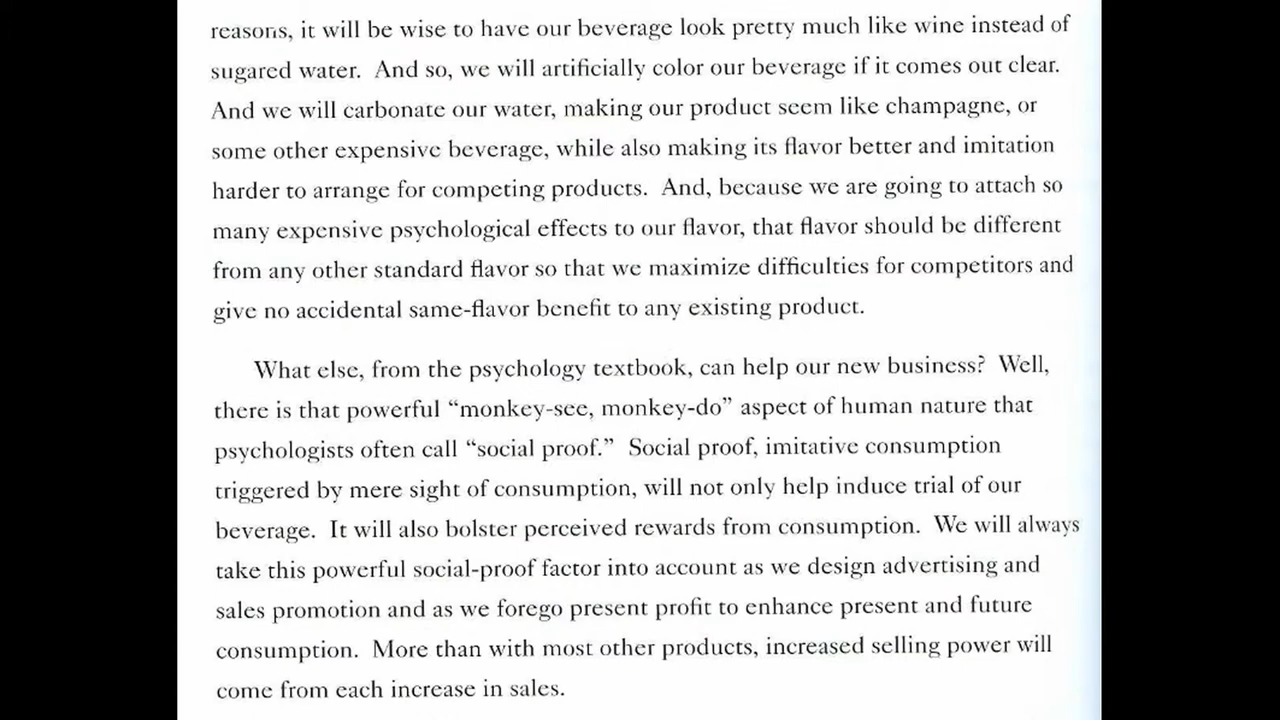 reasons, it will be wise to have our beverage look pretty much like wine instead of
sugared water. And so, we will artificially color our beverage if it comes out clear.
And we will carbonate our water, making our product seem like champagne, or
some other expensive beverage, while also making its flavor better and imitation
harder to arrange for competing products. And, because we are going to attach so
many expensive psychological effects to our flavor, that flavor should be different
from any other standard flavor so that we maximize difficulties for competitors and
give no accidental same-flavor benefit to any existing product.
What else, from the psychology textbook, can help our new business? Well,
there is that powerful “monkey-see, monkey-do” aspect of human nature that
psychologists often call “social proof.” Social proof, imitative consumption
triggered by mere sight of consumption, will not only help induce trial of our
beverage. It will also bolster perceived rewards from consumption. We will always
take this powerful social-proof factor into account as we design advertising and
sales promotion and as we forego present profit to enhance present and future
consumption. More than with most other products, increased selling power will
come from each increase in sales.